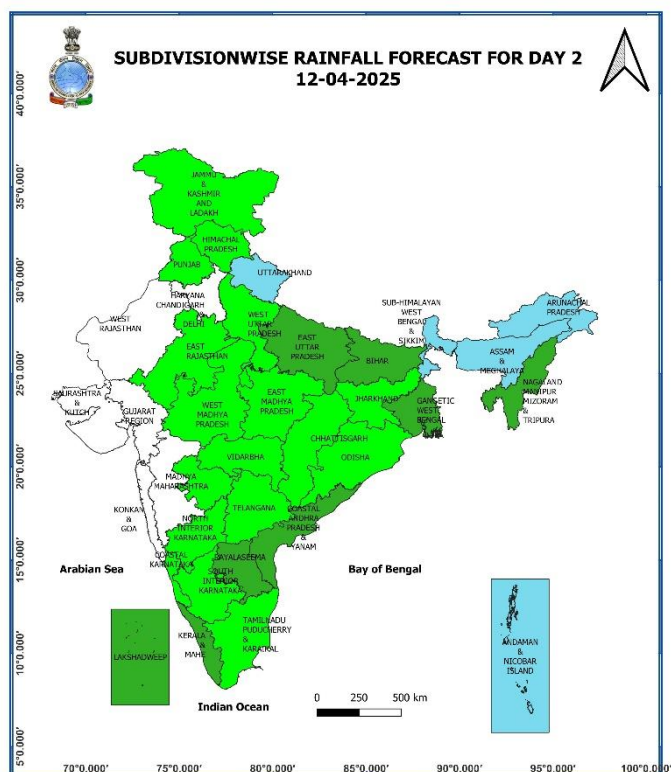 SUBDIVISIONWISE RAINFALL FORECAST FOR DAY 2
12-04-2025
40°0.000'
35°0.000'
30°0.000'
25°0.000'
20°0.000'
15°0.000'
10°0.000'
5°0.000'
JAMMU
&
KASHMIR
AND
LADAKH
HIMACHAL
PRADESH
PUNJAB
UTTARAKHAND
HARYANA
CHANDIGARH
&
DELHI
WEST
RAJASTHAN
WEST
UTTAR
PRADESH
EAST
UTTAR
PRADESH
EAST
RAJASTHAN
BIHAR
SUB-HIMALAYAN
WEST
BENGAL
&
SIKKIM
ARUNACHAL
PRADESH
ASSAM
&
MEGHALAYA
NAGALAND
MANIPUR
MIZORAM
&
TRIPURA
SAURASHTRA
&
KUTCH
GUJARAT
REGION
WEST
MADHYA
PRADESH
EAST
MADHYA
PRADESH
JHARKHAND
GANGETIC
WEST
BENGAL
CHHATTISGARH
ODISHA
VIDARBHA
MADHYA
MAHARASHTRA
KONKAN
&
GOA
TELANGANA
COASTAL
ANDHRA
PRADESH
&
YANAM
NORTH
INTERIOR
KARNATAKA
COASTAL
KARNATAKA
RAYALASEEMA
SOUTH
INTERIOR
KARNATAKA
Arabian Sea
Bay of Bengal
LAKSHADWEEP
KERALA
&
MAHE
TAMILNADU
PUDUCHERRY
&
KARAIKAL
ANDAMAN
&
NICOBAR
ISLAND
Indian Ocean
0 250 500 km
70°0.000' 75°0.000' 80°0.000' 85°0.000' 90°0.000' 95°0.000' 100°0.000'